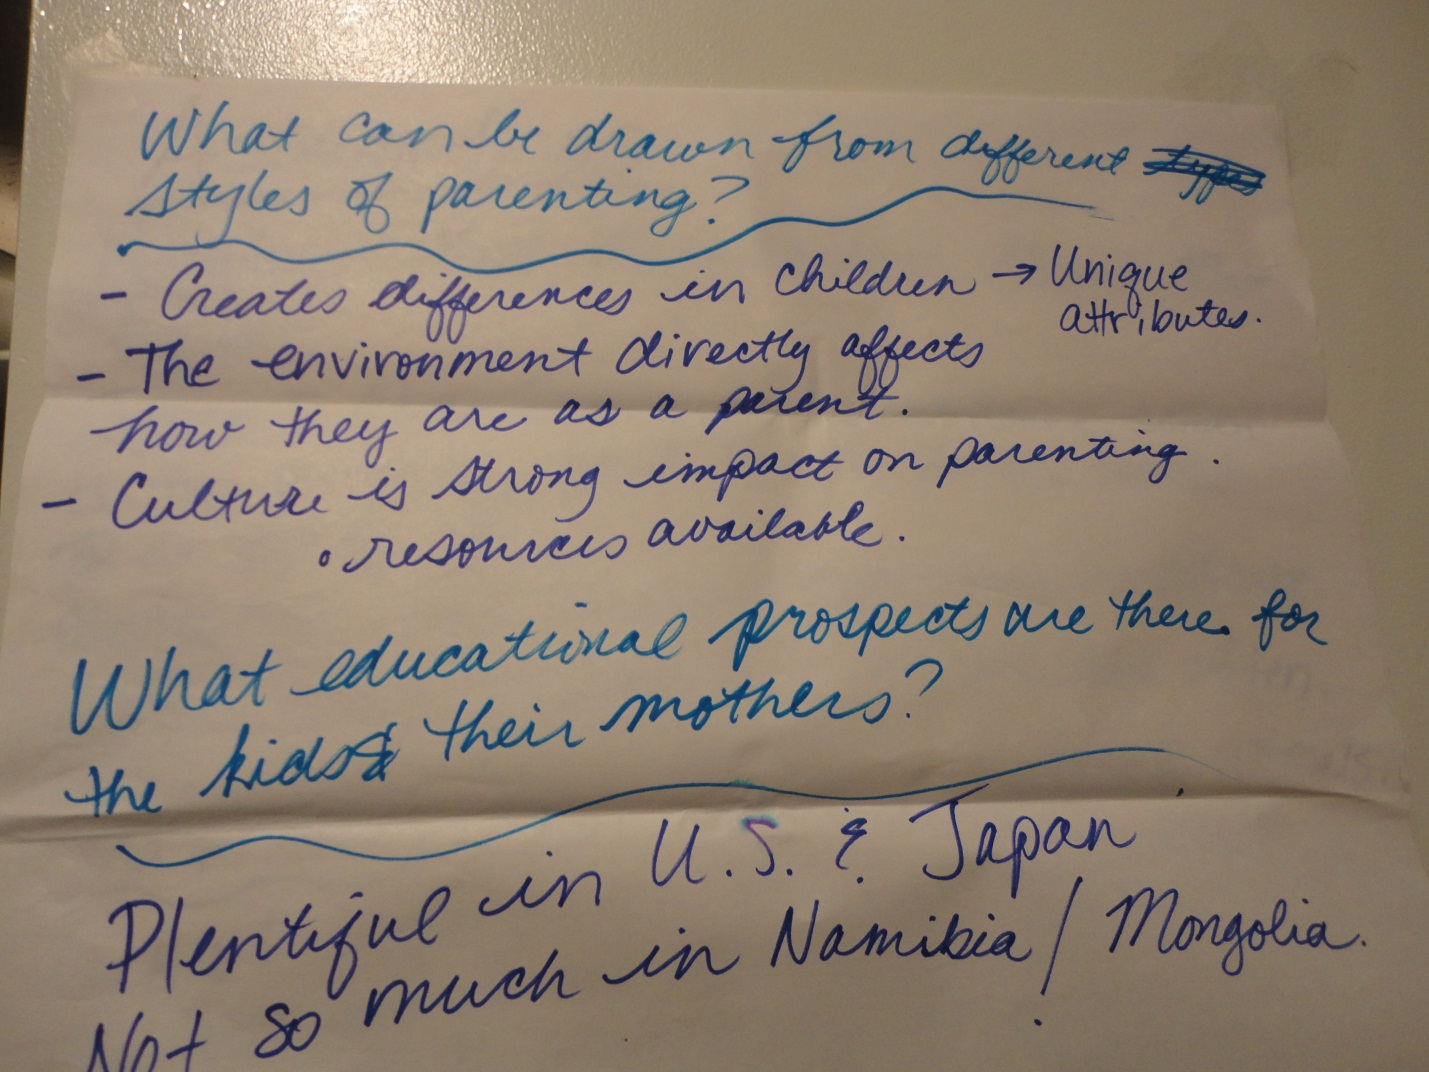 What can be drawn from different types
styles of parenting?
- Creates differences in children → Unique
attributes.
- The environment directly affects
how they are as a parent.
- Culture is strong impact on parenting.
• resources available.
What educational prospects are there for
the kids & their mothers?
Plentiful in U.S. & Japan
Not so much in Namibia / Mongolia.